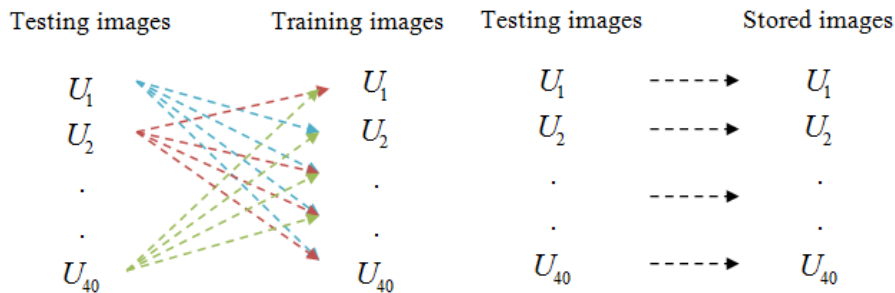 Testing images Training images Testing images Stored images
U₁ U₁ U₁ U₁
U₂ U₂ U₂ U₂
. . . .
. . . .
U₄₀ U₄₀ U₄₀ U₄₀